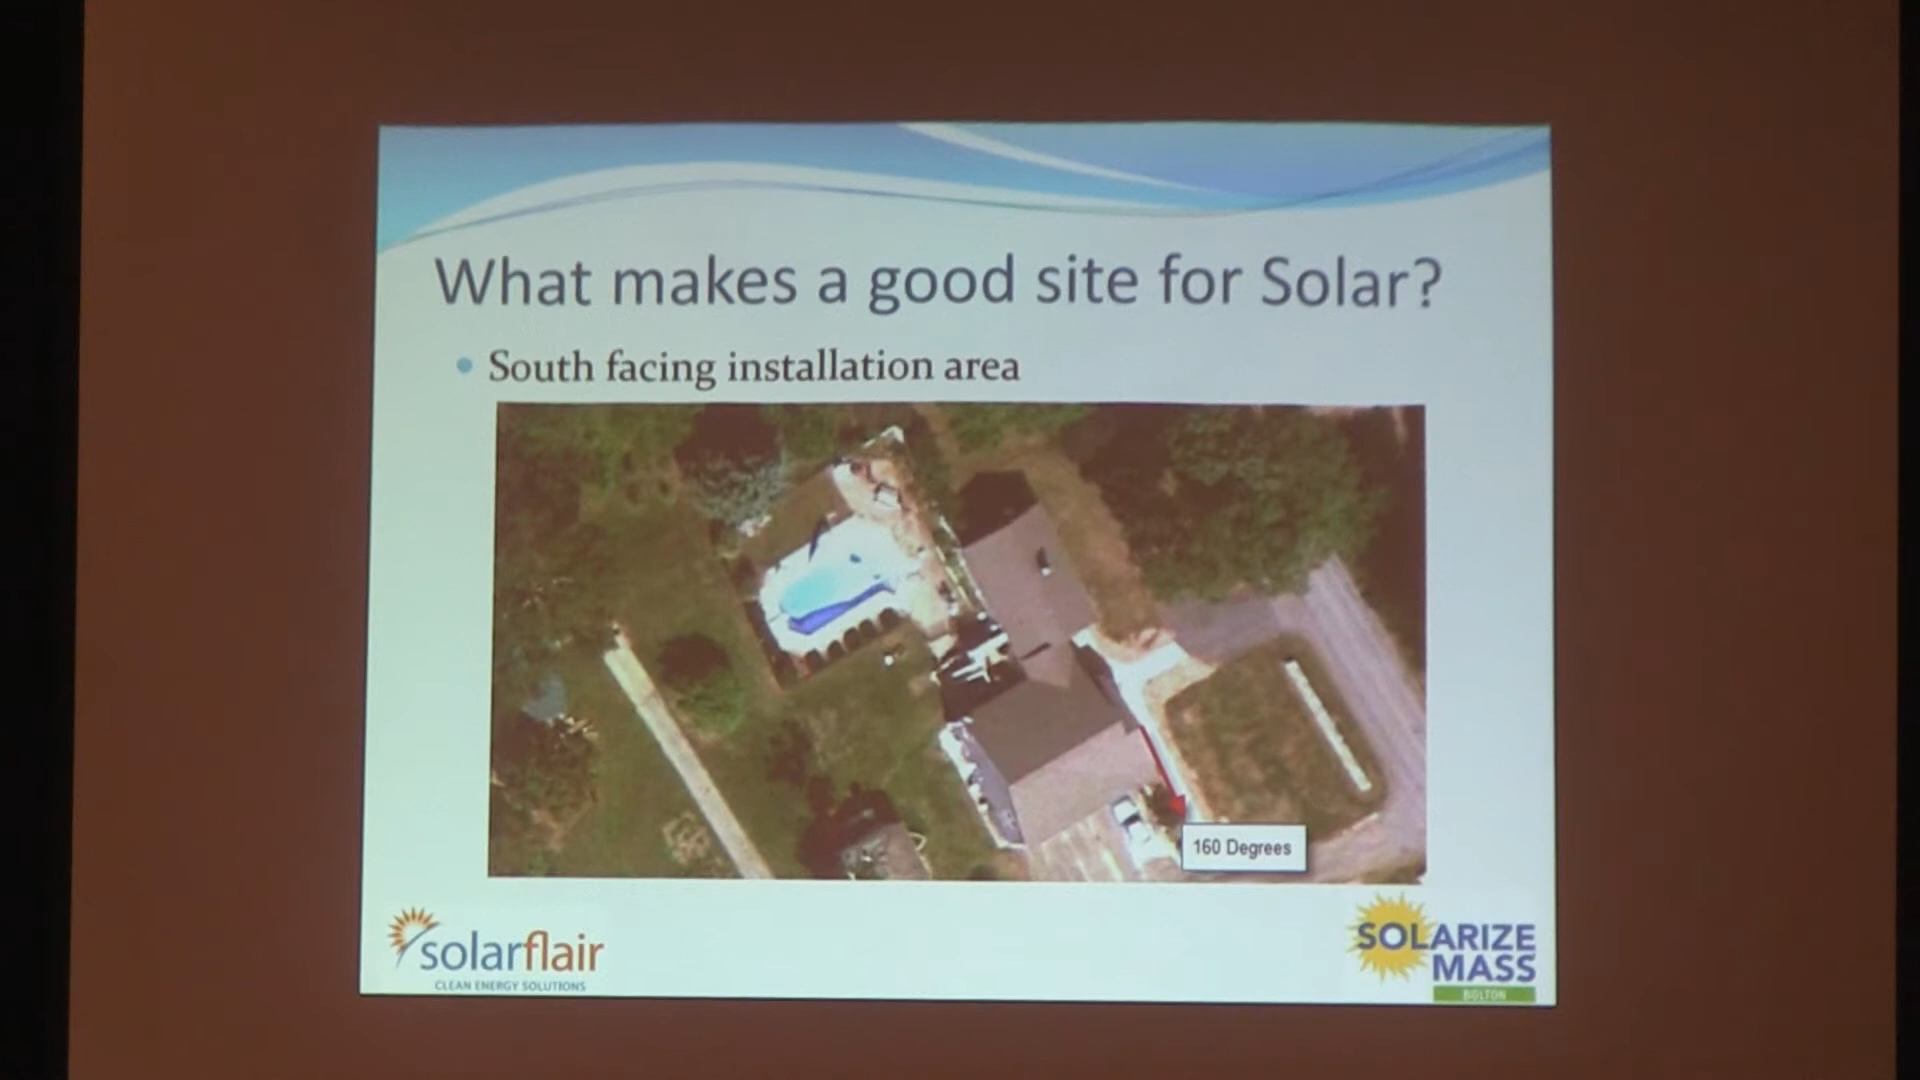 What makes a good site for Solar?
South facing installation area
160 Degrees
solarflair
CLEAN ENERGY SOLUTIONS
SOLARIZE
MASS
BOLTON